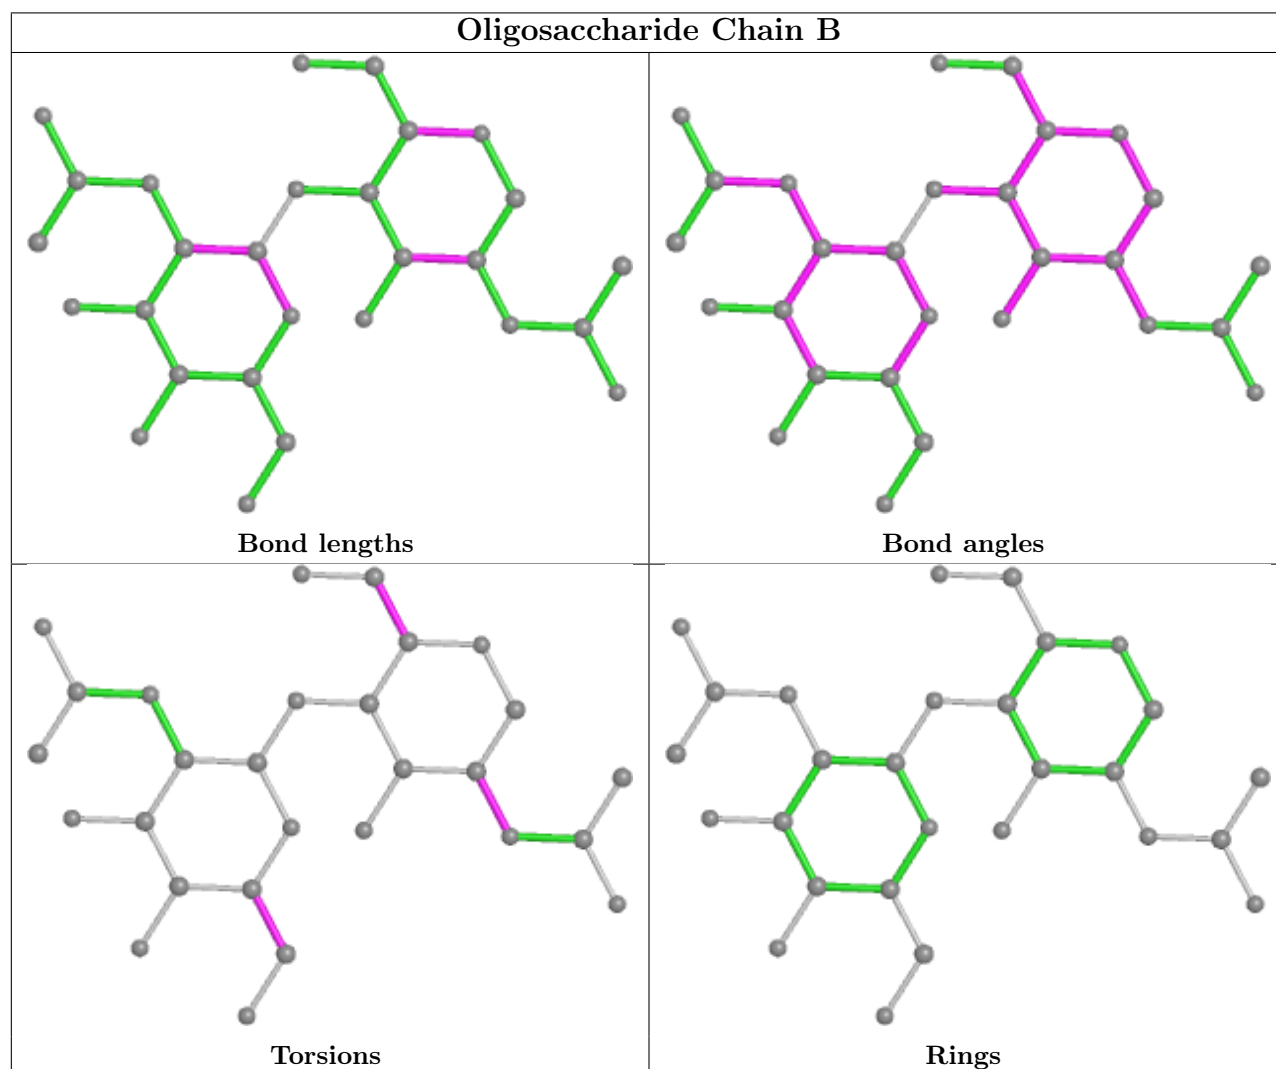 Oligosaccharide Chain B
Bond lengths
Bond angles
Torsions
Rings